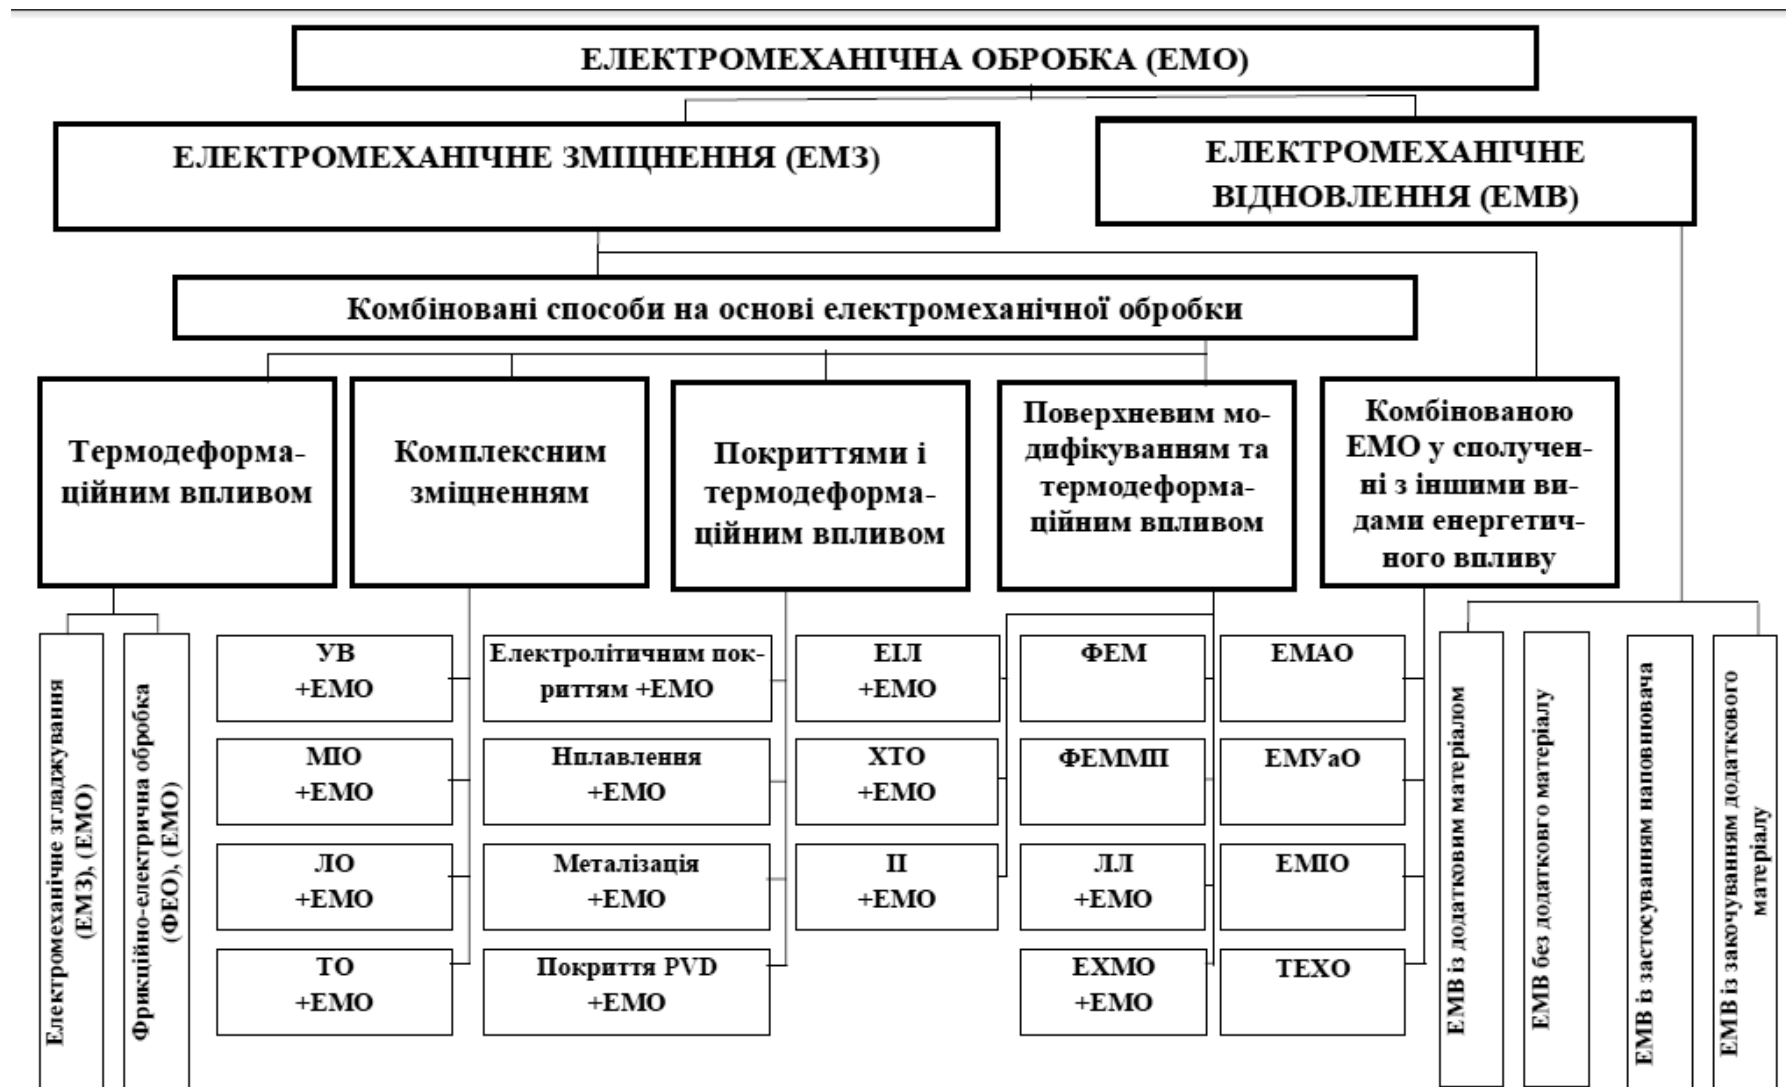 ЕЛЕКТРОМЕХАНІЧНА ОБРОБКА (ЕМО)
ЕЛЕКТРОМЕХАНІЧНЕ ЗМІЦНЕННЯ (ЕМЗ)
ЕЛЕКТРОМЕХАНІЧНЕ
ВІДНОВЛЕННЯ (ЕМВ)
Комбіновані способи на основі електромеханічної обробки
Термодеформа-
ційним впливом
Комплексним
зміцненням
Покриттями і
термодеформа-
ційним впливом
Поверхневим мо-
дифікуванням та
термодеформа-
ційним впливом
Комбінованою
ЕМО у сполучен-
ні з іншими ви-
дами енергетич-
ного впливу
Електромеханічне згладжування
(ЕМЗ), (ЕМО)
Фрикційно-електрична обробка
(ФЕО), (ЕМО)
УВ
+ЕМО
МІО
+ЕМО
ЛО
+ЕМО
ТО
+ЕМО
Електролітичним пок-
риттям +ЕМО
Нплавлення
+ЕМО
Металізація
+ЕМО
Покриття PVD
+ЕМО
ЕІЛ
+ЕМО
ХТО
+ЕМО
П
+ЕМО
ФЕМ
ФЕММП
ЛЛ
+ЕМО
ЕХМО
+ЕМО
ЕМАО
ЕМУаО
ЕМІО
ТЕХО
ЕМВ із додатковим матеріалом
ЕМВ без додатковго матеріалу
ЕМВ із застосуванням наповнювача
ЕМВ із закочуванням додаткового
матеріалу